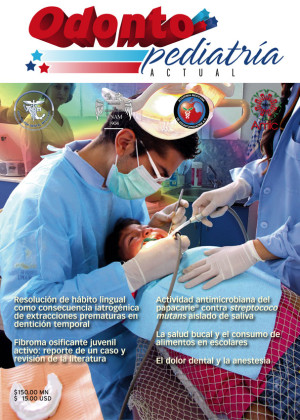 Odonto
pediatría
ACTUAL
Resolución de hábito lingual
como consecuencia iatrogénica
de extracciones prematuras en
dentición temporal
Fibroma osificante juvenil
activo: reporte de un caso y
revisión de la literatura
Actividad antimicrobiana del
papacarie® contra streptococo
mutans aislado de saliva
La salud bucal y el consumo de
alimentos en escolares
El dolor dental y la anestesia
$150.00 MN
$ 15.00 USD